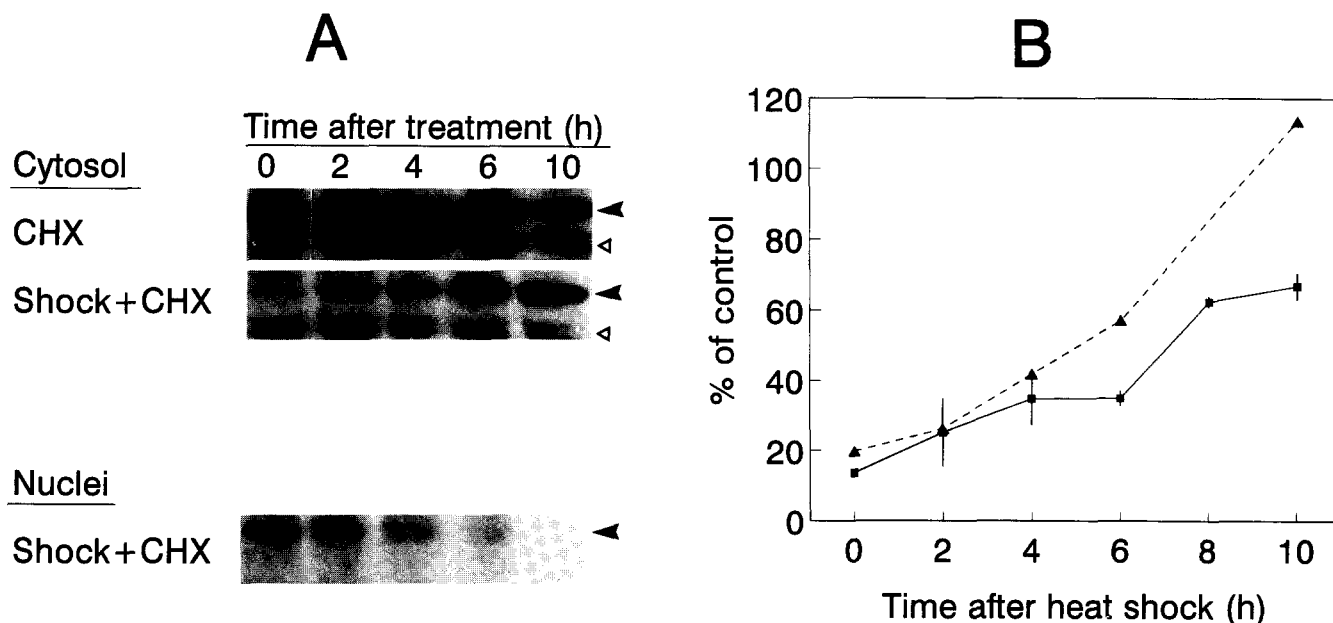 A
Time after treatment (h)
Cytosol
0 2 4 6 10
CHX
Shock+CHX
Nuclei
Shock+CHX
B
120
100
80
60
40
20
0
% of control
0 2 4 6 8 10
Time after heat shock (h)